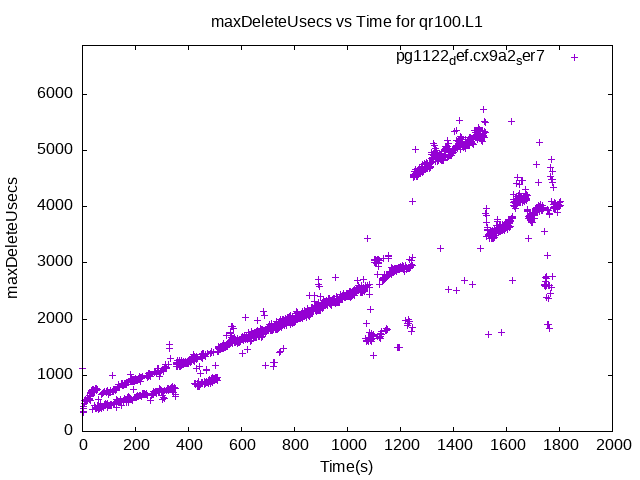 maxDeleteUsecs vs Time for qr100.L1
pg1122def.cx9a2ser7
6000
5000
4000
3000
2000
1000
0
maxDeleteUsecs
0 200 400 600 800 1000 1200 1400 1600 1800 2000
Time(s)